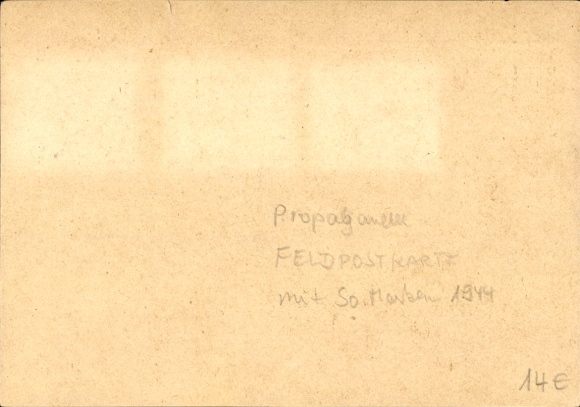 Propaganda
FELDPOSTKARTE
mit So. Marken 1944
14 €